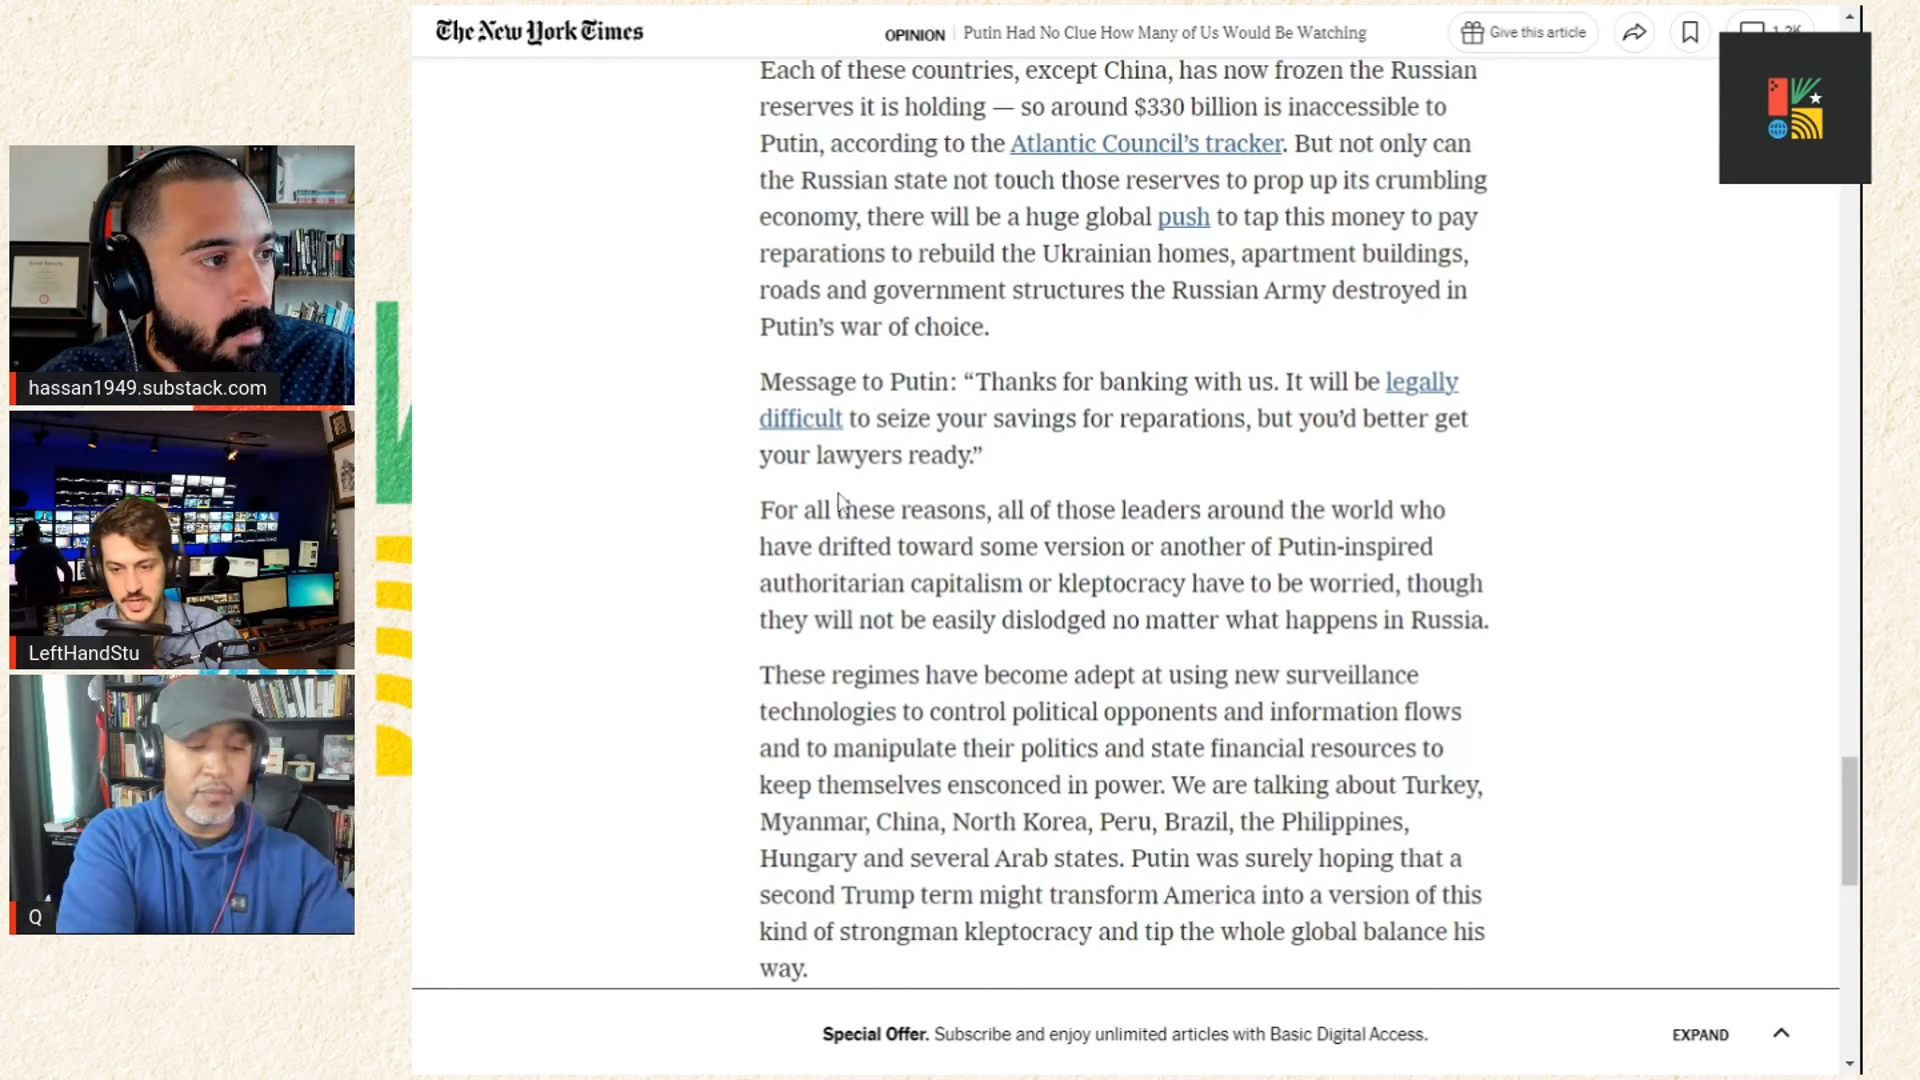 The New York Times
OPINION | Putin Had No Clue How Many of Us Would Be Watching
Give this article
Each of these countries, except China, has now frozen the Russian
reserves it is holding — so around $330 billion is inaccessible to
Putin, according to the Atlantic Council’s tracker. But not only can
the Russian state not touch those reserves to prop up its crumbling
economy, there will be a huge global push to tap this money to pay
reparations to rebuild the Ukrainian homes, apartment buildings,
roads and government structures the Russian Army destroyed in
Putin’s war of choice.
Message to Putin: “Thanks for banking with us. It will be legally
difficult to seize your savings for reparations, but you’d better get
your lawyers ready.”
For all these reasons, all of those leaders around the world who
have drifted toward some version or another of Putin-inspired
authoritarian capitalism or kleptocracy have to be worried, though
they will not be easily dislodged no matter what happens in Russia.
These regimes have become adept at using new surveillance
technologies to control political opponents and information flows
and to manipulate their politics and state financial resources to
keep themselves ensconced in power. We are talking about Turkey,
Myanmar, China, North Korea, Peru, Brazil, the Philippines,
Hungary and several Arab states. Putin was surely hoping that a
second Trump term might transform America into a version of this
kind of strongman kleptocracy and tip the whole global balance his
way.
Special Offer. Subscribe and enjoy unlimited articles with Basic Digital Access.
EXPAND
hassan1949.substack.com
LeftHandStu
Q